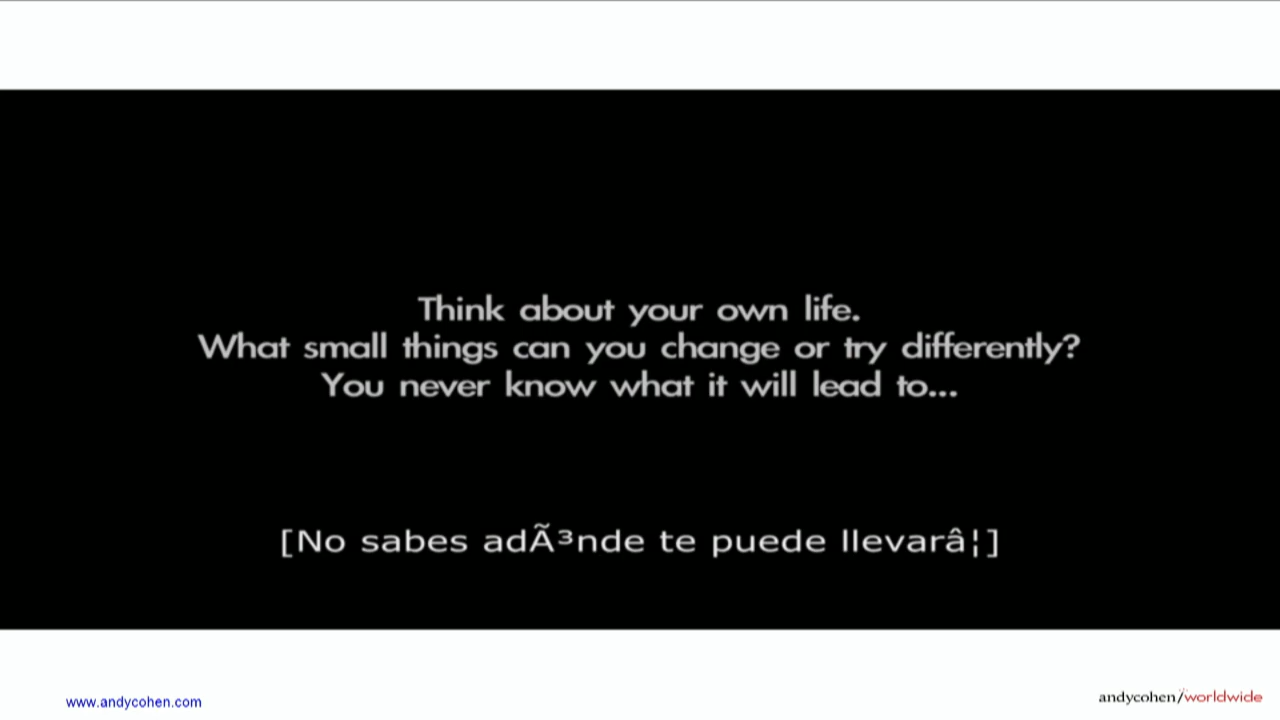 Think about your own life.
What small things can you change or try differently?
You never know what it will lead to...
[No sabes adÃ³nde te puede llevarâ¦]
www.andycohen.com
andycohen/worldwide